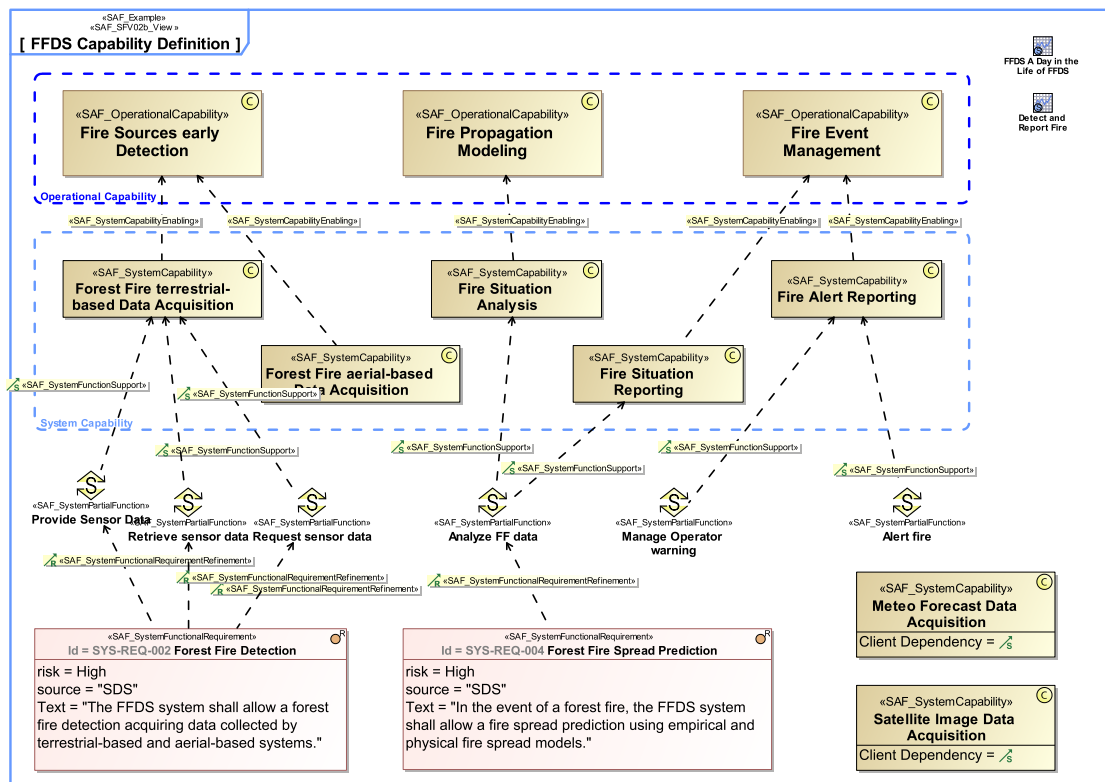 «SAF_Example»
«SAF_SFV02b_View »
[ FFDS Capability Definition ]
FFDS A Day in the
Life of FFDS
Detect and
Report Fire
«SAF_OperationalCapability»
Fire Sources early
Detection
«SAF_OperationalCapability»
Fire Propagation
Modeling
«SAF_OperationalCapability»
Fire Event
Management
Operational Capability
«SAF_SystemCapabilityEnabling»
«SAF_SystemCapabilityEnabling»
«SAF_SystemCapabilityEnabling»
«SAF_SystemCapabilityEnabling»
«SAF_SystemCapabilityEnabling»
«SAF_SystemCapability»
Forest Fire terrestrial-
based Data Acquisition
«SAF_SystemCapability»
Fire Situation
Analysis
«SAF_SystemCapability»
Fire Alert Reporting
«SAF_SystemCapability»
Forest Fire aerial-based
Data Acquisition
«SAF_SystemCapability»
Fire Situation
Reporting
«SAF_SystemFunctionSupport»
«SAF_SystemFunctionSupport»
System Capability
«SAF_SystemFunctionSupport»
«SAF_SystemFunctionSupport»
«SAF_SystemFunctionSupport»
«SAF_SystemFunctionSupport»
«SAF_SystemFunctionSupport»
«SAF_SystemPartialFunction»
Provide Sensor Data
«SAF_SystemPartialFunction»
Retrieve sensor data
«SAF_SystemPartialFunction»
Request sensor data
«SAF_SystemPartialFunction»
Analyze FF data
«SAF_SystemPartialFunction»
Manage Operator
warning
«SAF_SystemPartialFunction»
Alert fire
«SAF_SystemFunctionalRequirementRefinement»
«SAF_SystemFunctionalRequirementRefinement»
«SAF_SystemFunctionalRequirementRefinement»
«SAF_SystemFunctionalRequirementRefinement»
«SAF_SystemFunctionalRequirement»
Id = SYS-REQ-002 Forest Fire Detection
risk = High
source = "SDS"
Text = "The FFDS system shall allow a forest
fire detection acquiring data collected by
terrestrial-based and aerial-based systems."
«SAF_SystemFunctionalRequirement»
Id = SYS-REQ-004 Forest Fire Spread Prediction
risk = High
source = "SDS"
Text = "In the event of a forest fire, the FFDS system
shall allow a fire spread prediction using empirical and
physical fire spread models."
«SAF_SystemCapability»
Meteo Forecast Data
Acquisition
Client Dependency =
«SAF_SystemCapability»
Satellite Image Data
Acquisition
Client Dependency =